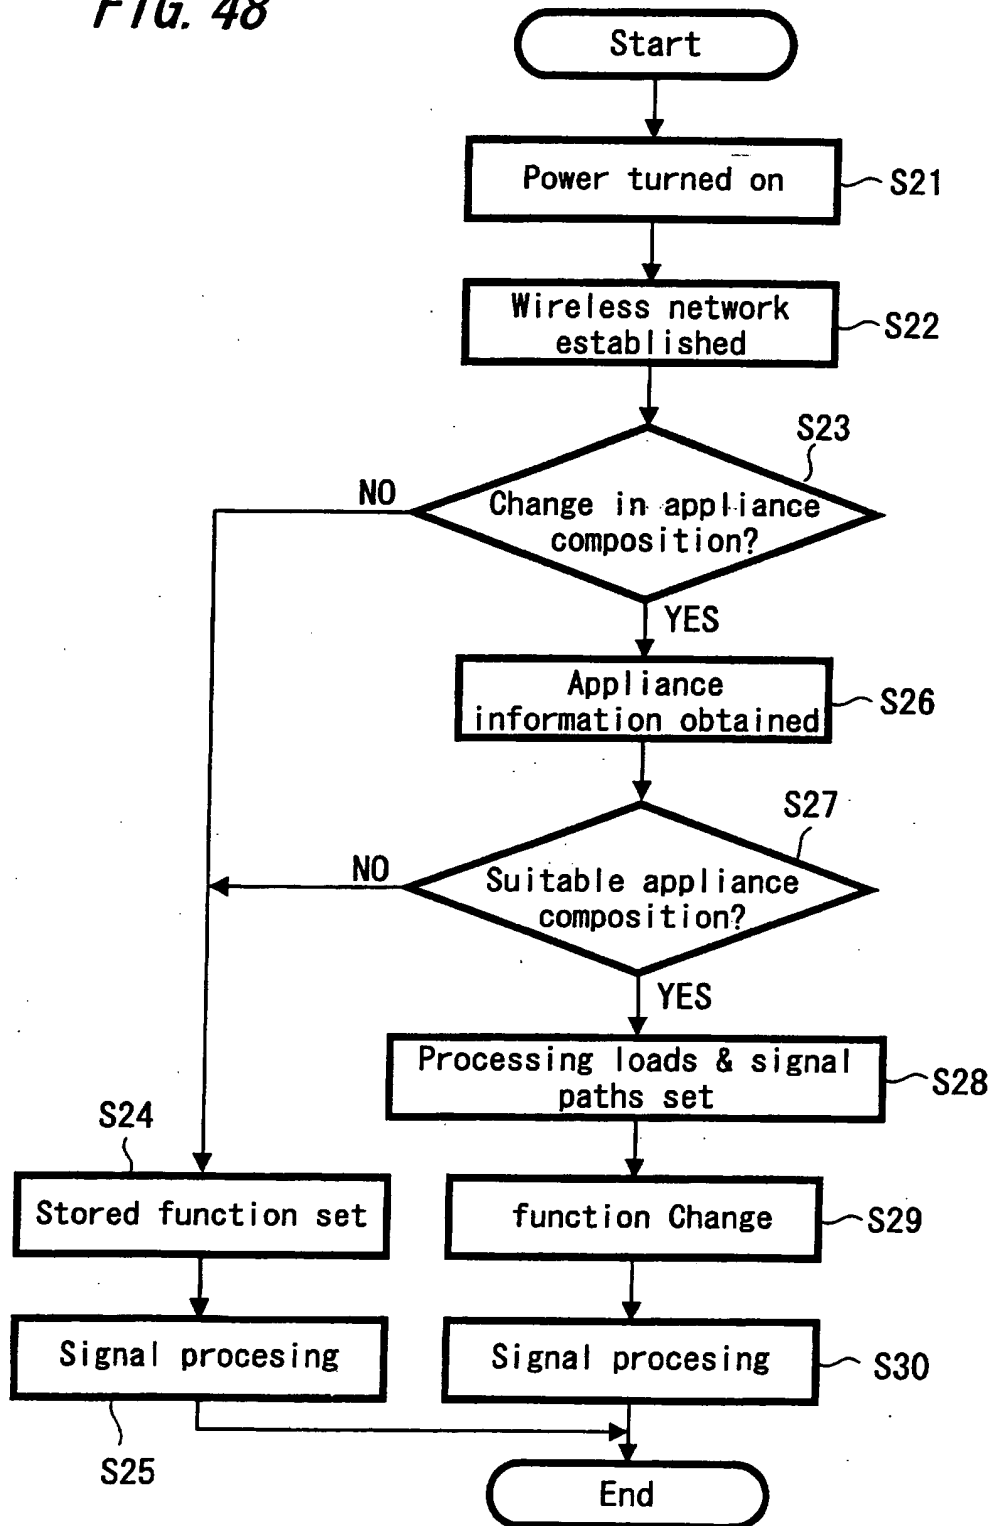 FIG. 48
Start
Power turned on
S21
Wireless network
established
S22
S23
Change in appliance
composition?
NO
YES
Appliance
information obtained
S26
S27
Suitable appliance
composition?
NO
YES
Processing loads & signal
paths set
S28
S24
Stored function set
function Change
S29
Signal procesing
S25
Signal procesing
S30
End